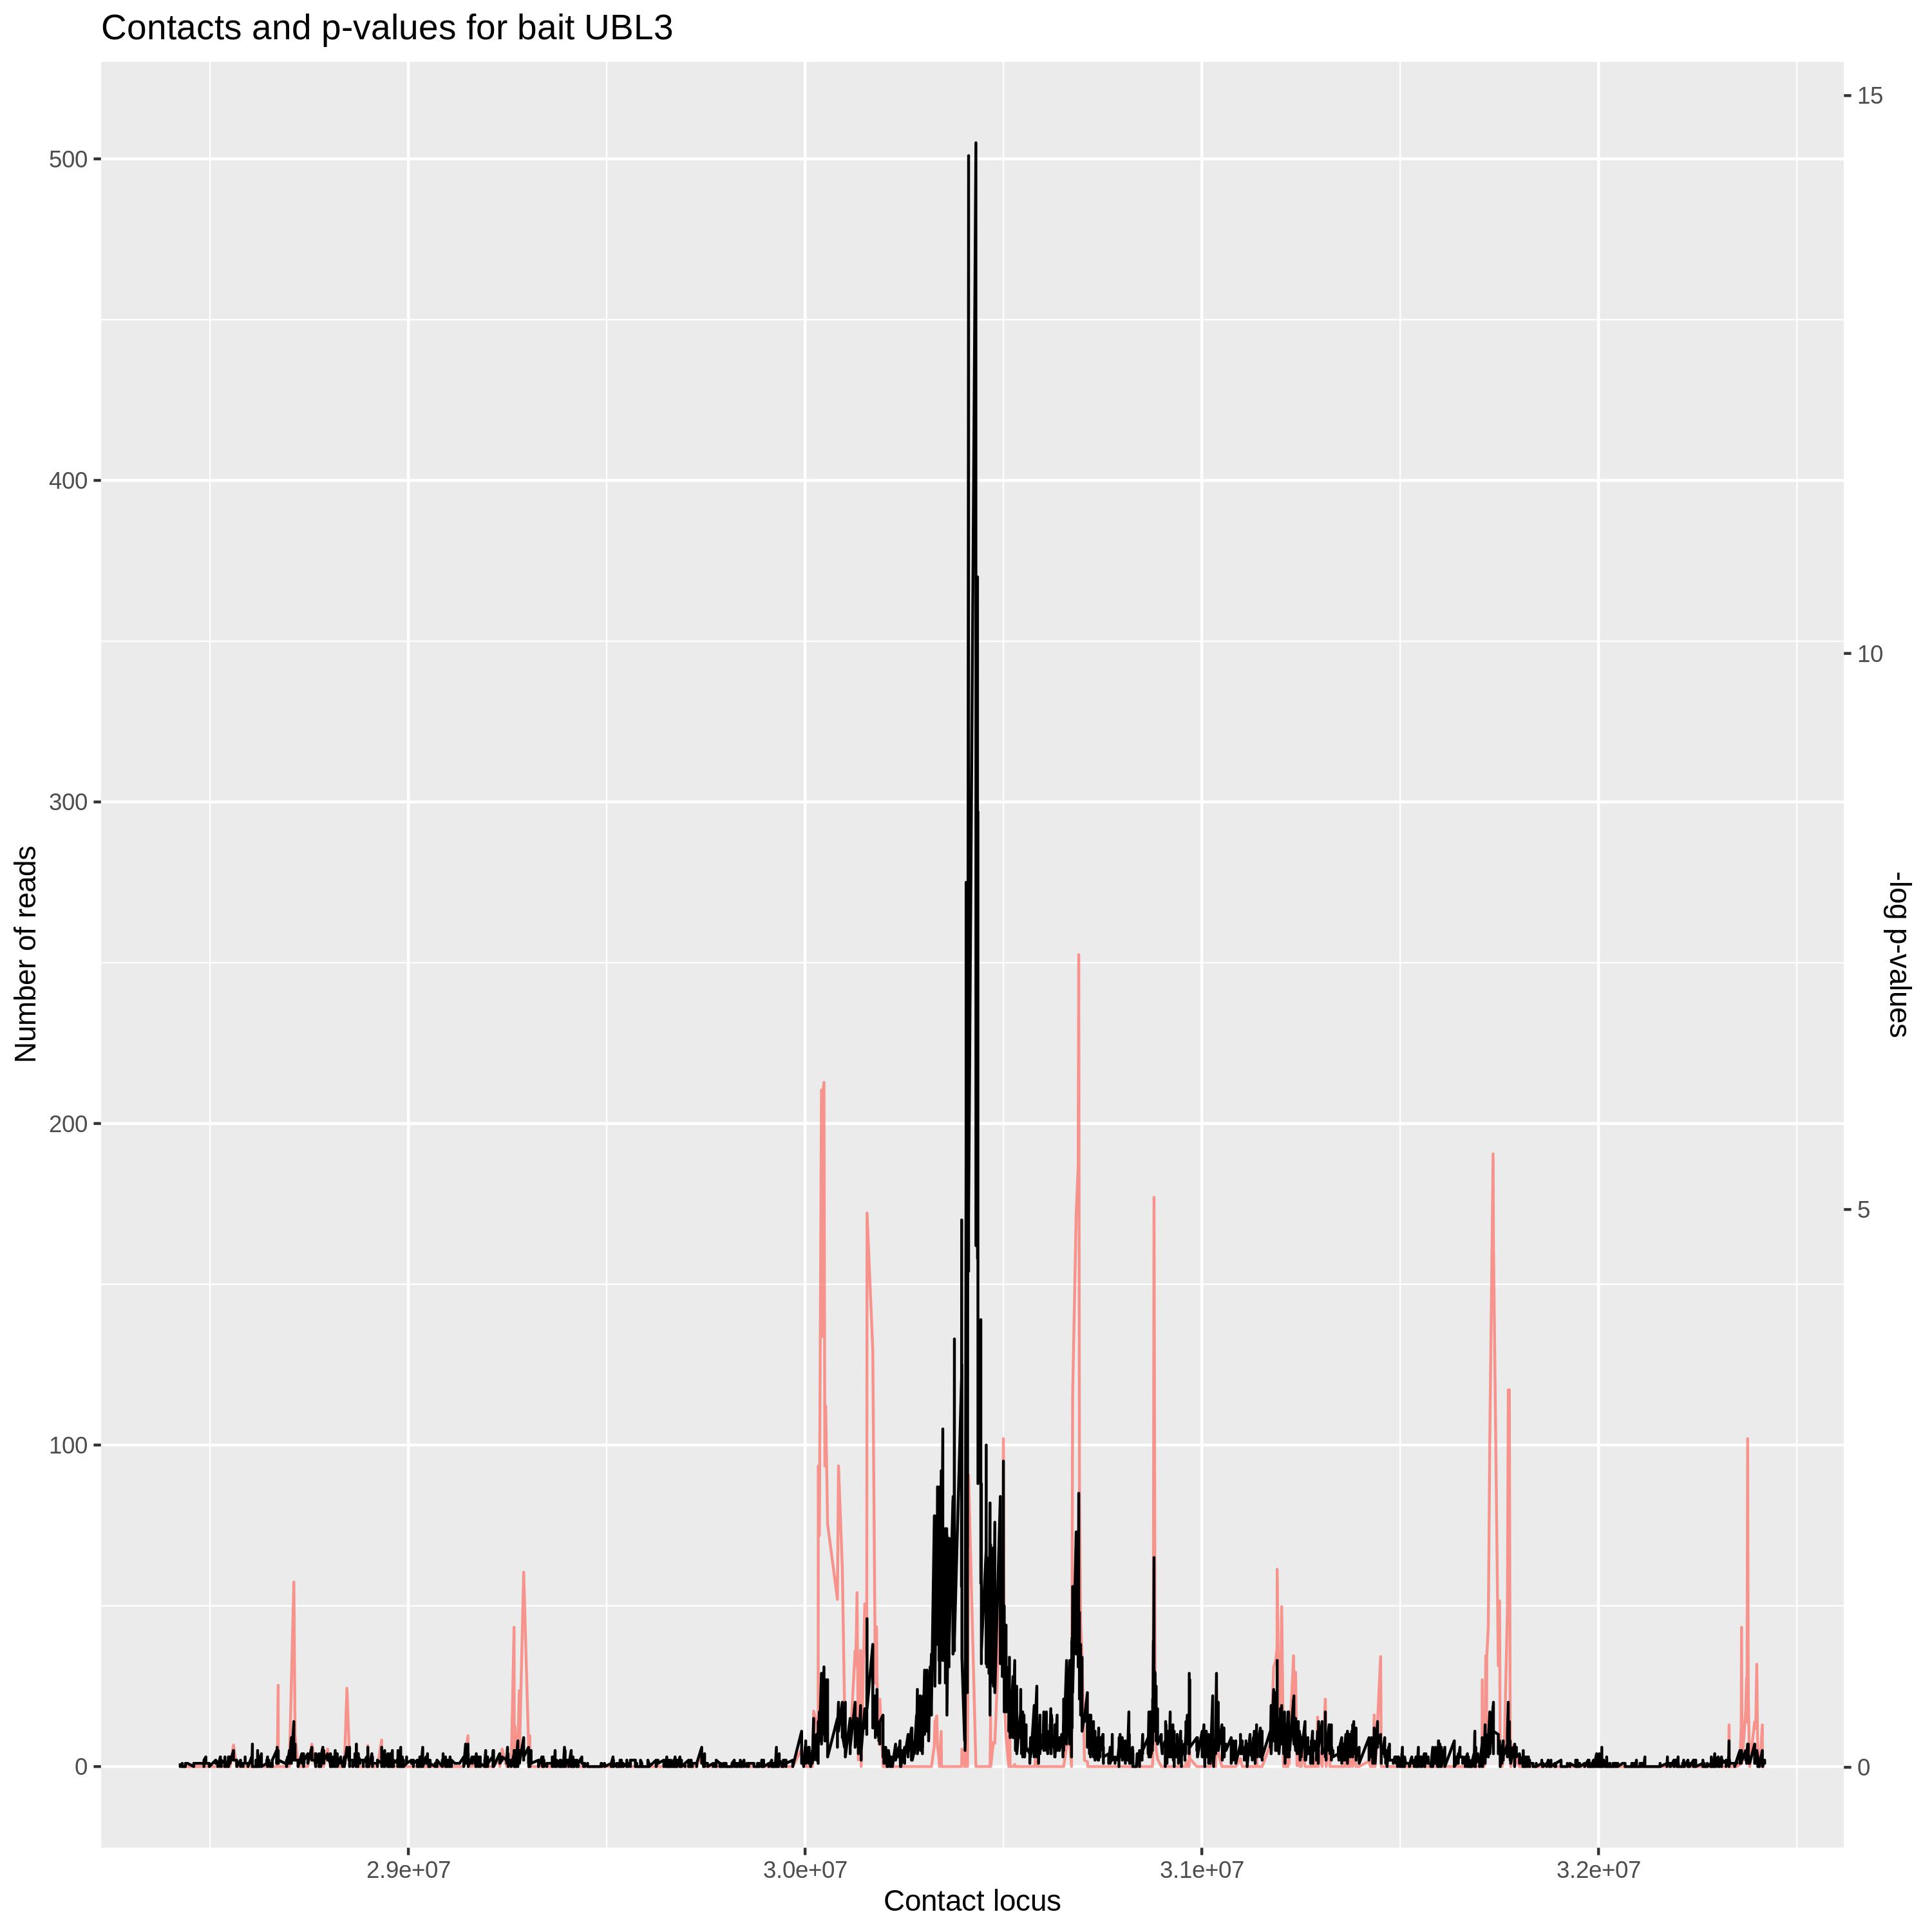 Contacts and p-values for bait UBL3
500
400
300
200
100
0
Number of reads
15
10
5
0
-log p-values
2.9e+07
3.0e+07
3.1e+07
3.2e+07
Contact locus